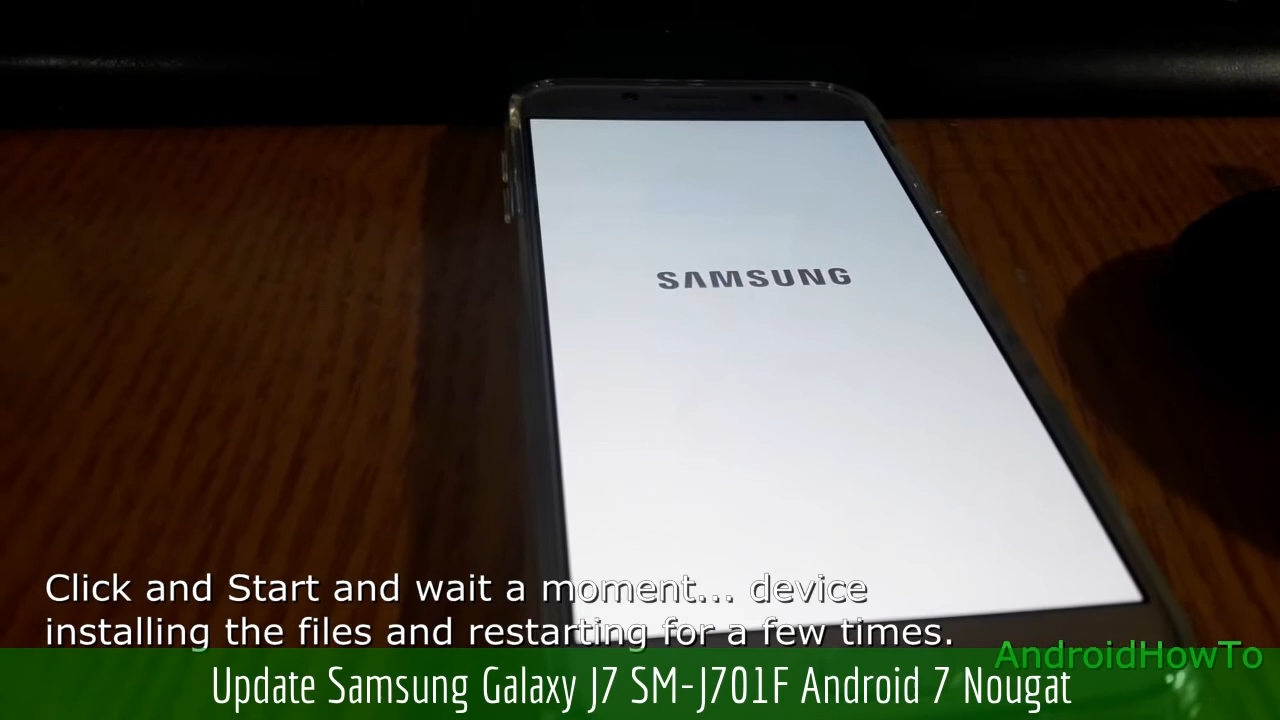 SAMSUNG
Click and Start and wait a moment... device
installing the files and restarting for a few times.
AndroidHowTo
Update Samsung Galaxy J7 SM-J701F Android 7 Nougat